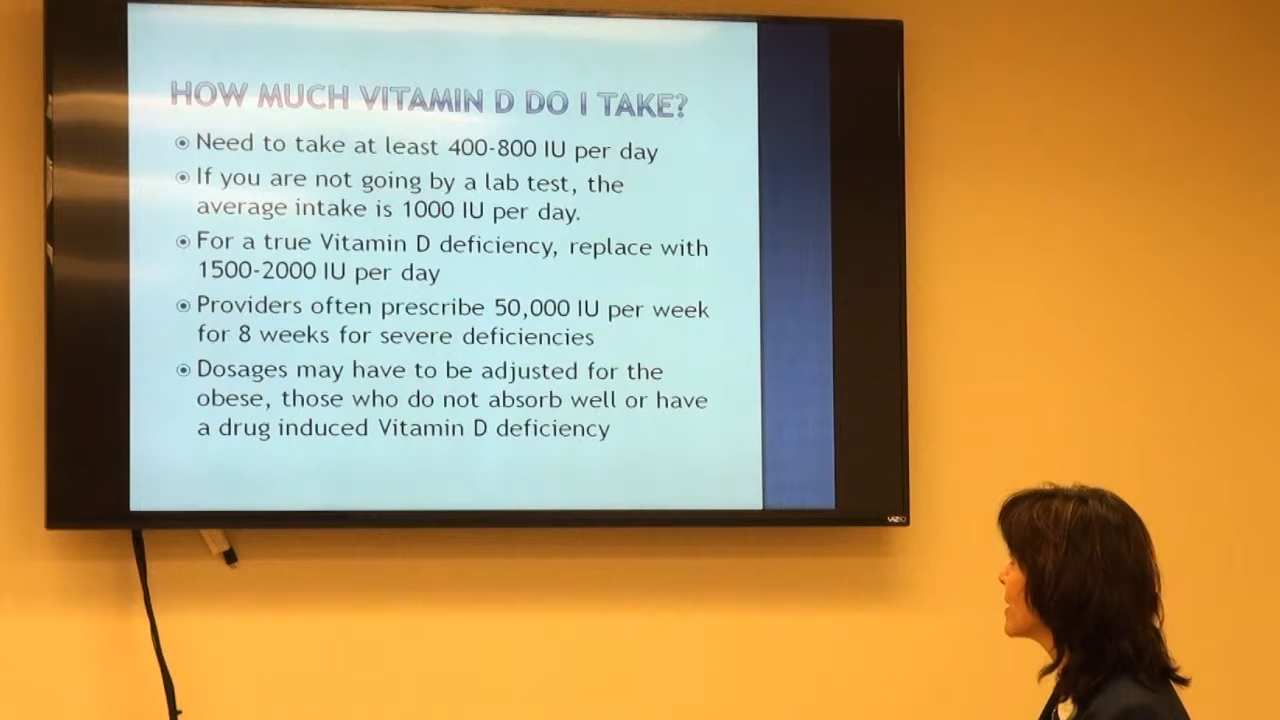 HOW MUCH VITAMIN D DO I TAKE?
Need to take at least 400-800 IU per day
If you are not going by a lab test, the
average intake is 1000 IU per day.
For a true Vitamin D deficiency, replace with
1500-2000 IU per day
Providers often prescribe 50,000 IU per week
for 8 weeks for severe deficiencies
Dosages may have to be adjusted for the
obese, those who do not absorb well or have
a drug induced Vitamin D deficiency
VIZIO